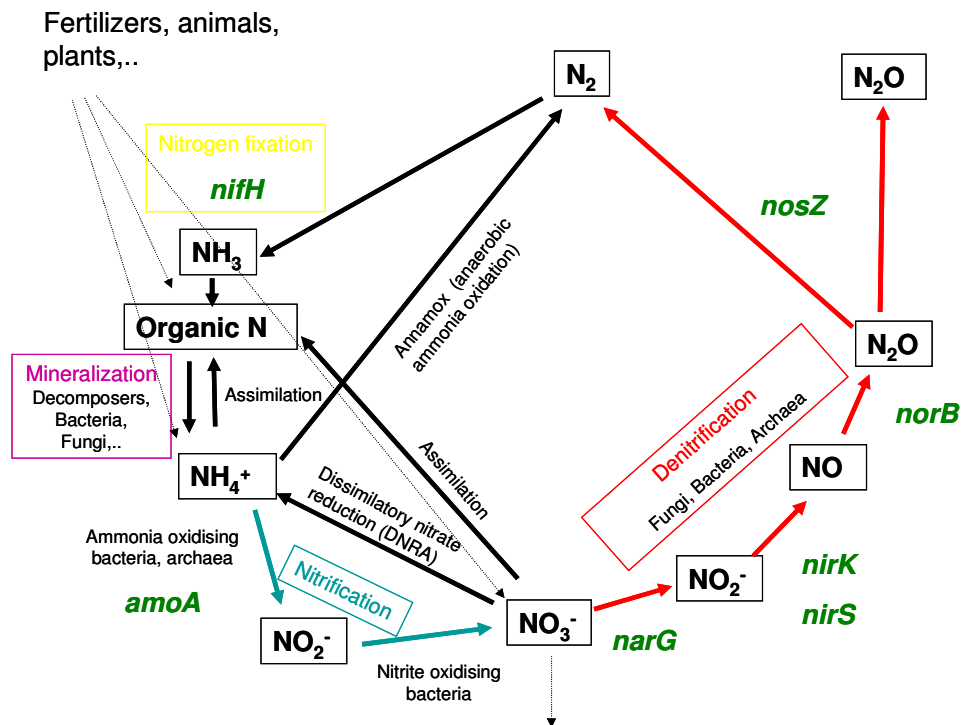 Fertilizers, animals,
plants,..
N₂
N₂O
Nitrogen fixation
nifH
nosZ
NH₃
Annamox (anaerobic
ammonia oxidation)
Organic N
N₂O
Mineralization
Decomposers,
Bacteria,
Fungi,..
Assimilation
Denitrification
Fungi, Bacteria, Archaea
norB
NO
Assimilation
NH₄⁺
Dissimilatory nitrate
reduction (DNRA)
Ammonia oxidising
bacteria, archaea
Nitrification
amoA
NO₂⁻
nirK
nirS
NO₂⁻
NO₃⁻
narG
Nitrite oxidising
bacteria